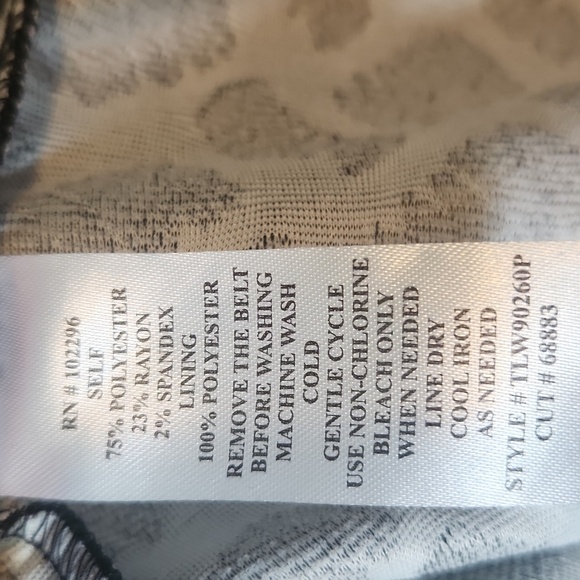 RN # 102296
SELF
75% POLYESTER
23% RAYON
2% SPANDEX
LINING
100% POLYESTER
REMOVE THE BELT
BEFORE WASHING
MACHINE WASH
COLD
GENTLE CYCLE
USE NON-CHLORINE
BLEACH ONLY
WHEN NEEDED
LINE DRY
COOL IRON
AS NEEDED
STYLE # TLW90260P
CUT # 68883